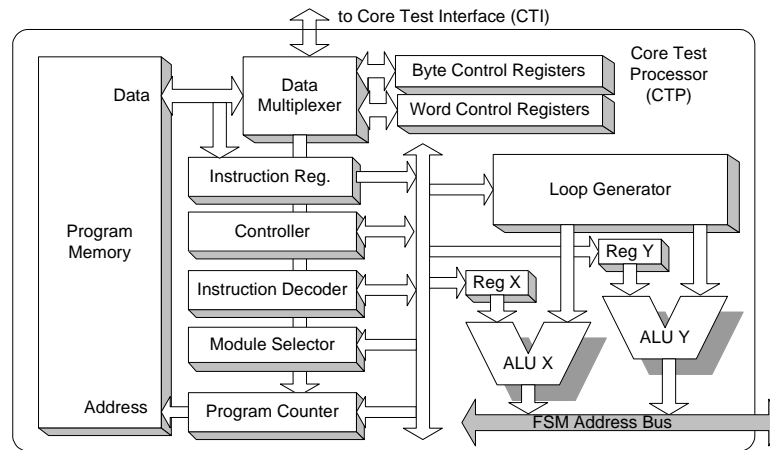 to Core Test Interface (CTI)
Core Test
Processor
(CTP)
Data
Data
Multiplexer
Byte Control Registers
Word Control Registers
Instruction Reg.
Loop Generator
Program
Memory
Controller
Reg Y
Instruction Decoder
Reg X
Module Selector
ALU X
ALU Y
Address
Program Counter
FSM Address Bus